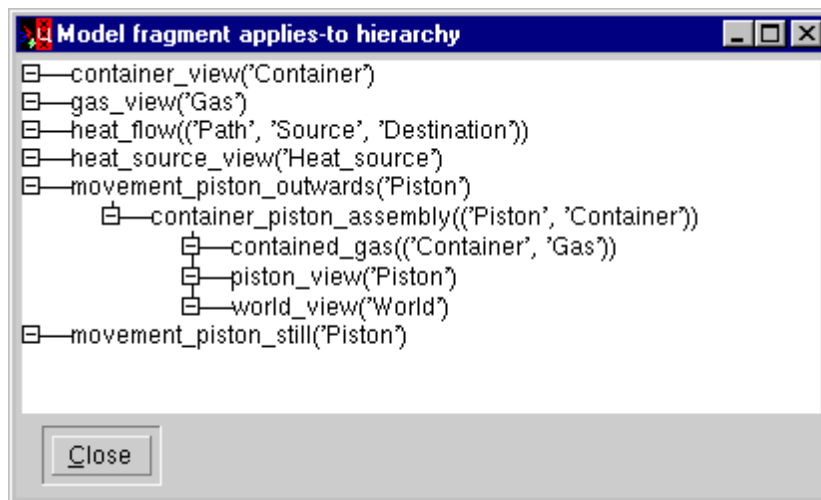 Model fragment applies-to hierarchy
container_view('Container')
gas_view('Gas')
heat_flow(('Path', 'Source', 'Destination'))
heat_source_view('Heat_source')
movement_piston_outwards('Piston')
container_piston_assembly(('Piston', 'Container'))
contained_gas(('Container', 'Gas'))
piston_view('Piston')
world_view('World')
movement_piston_still('Piston')
Close